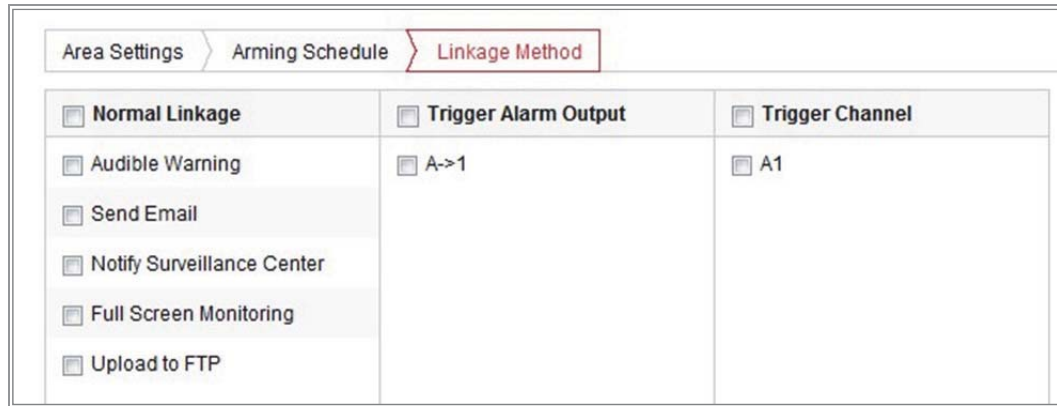 Area Settings Arming Schedule Linkage Method
Normal Linkage Trigger Alarm Output Trigger Channel
Audible Warning A->1 A1
Send Email
Notify Surveillance Center
Full Screen Monitoring
Upload to FTP